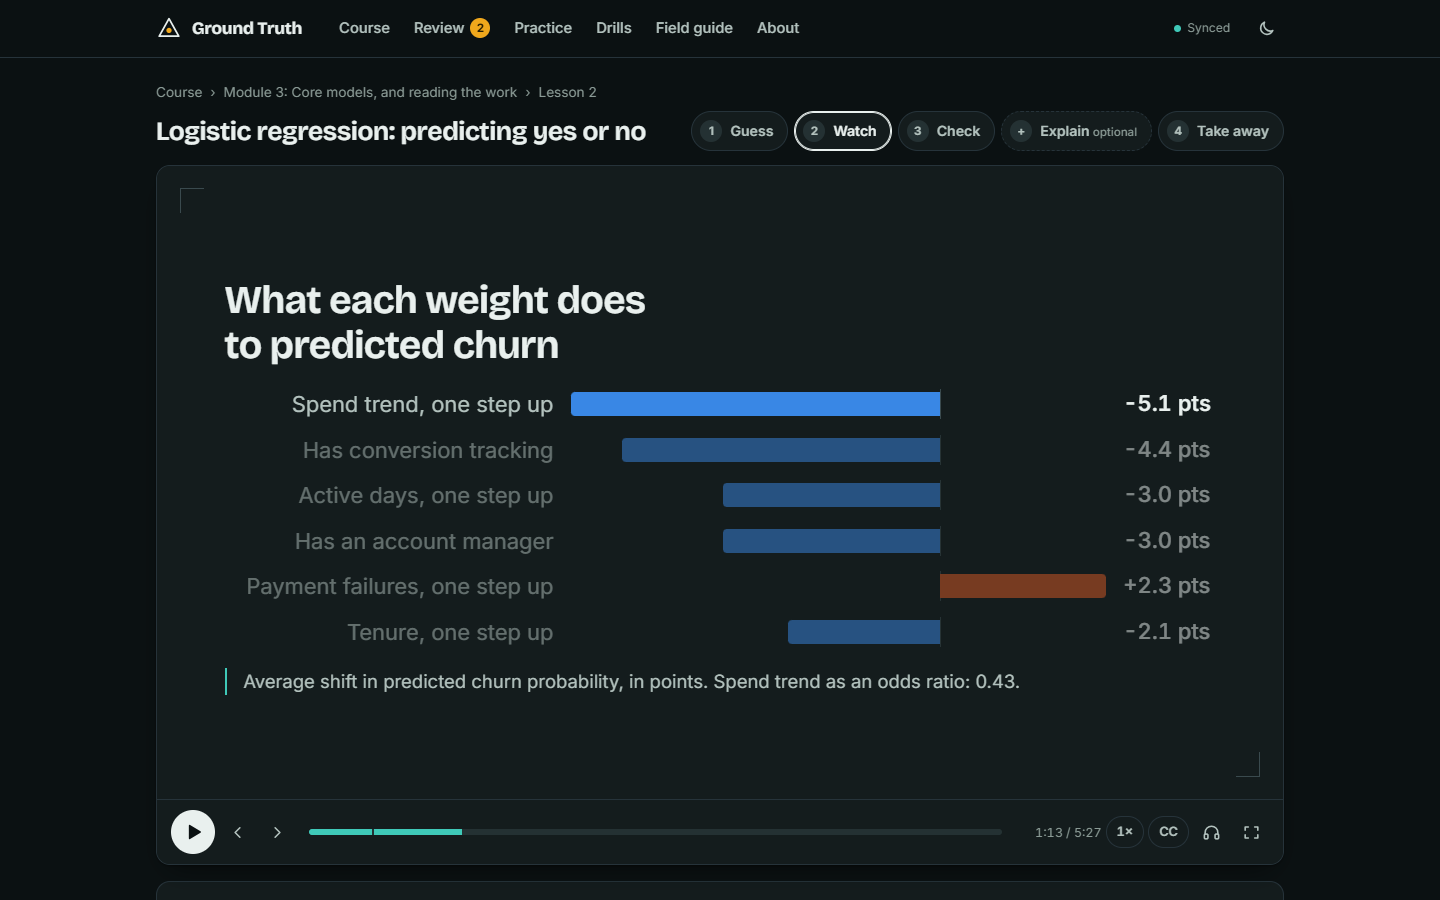 Ground Truth
Course
Review 2
Practice
Drills
Field guide
About
Synced
Course › Module 3: Core models, and reading the work › Lesson 2
Logistic regression: predicting yes or no
1 Guess
2 Watch
3 Check
+ Explain optional
4 Take away
What each weight does
to predicted churn
Spend trend, one step up -5.1 pts
Has conversion tracking -4.4 pts
Active days, one step up -3.0 pts
Has an account manager -3.0 pts
Payment failures, one step up +2.3 pts
Tenure, one step up -2.1 pts
Average shift in predicted churn probability, in points. Spend trend as an odds ratio: 0.43.
1:13 / 5:27
1×
CC